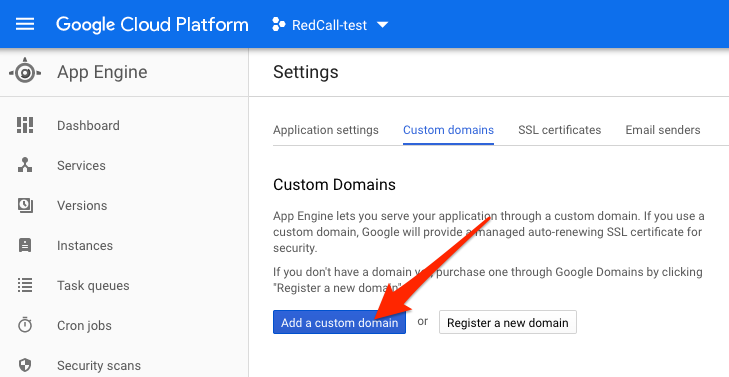 Google Cloud Platform RedCall-test
App Engine
Settings
Dashboard
Services
Versions
Instances
Task queues
Cron jobs
Security scans
Application settings Custom domains SSL certificates Email senders
Custom Domains
App Engine lets you serve your application through a custom domain. If you use a
custom domain, Google will provide a managed auto-renewing SSL certificate for
security.
If you don't have a domain purchase one through Google Domains by clicking
"Register a new domain"
Add a custom domain or Register a new domain